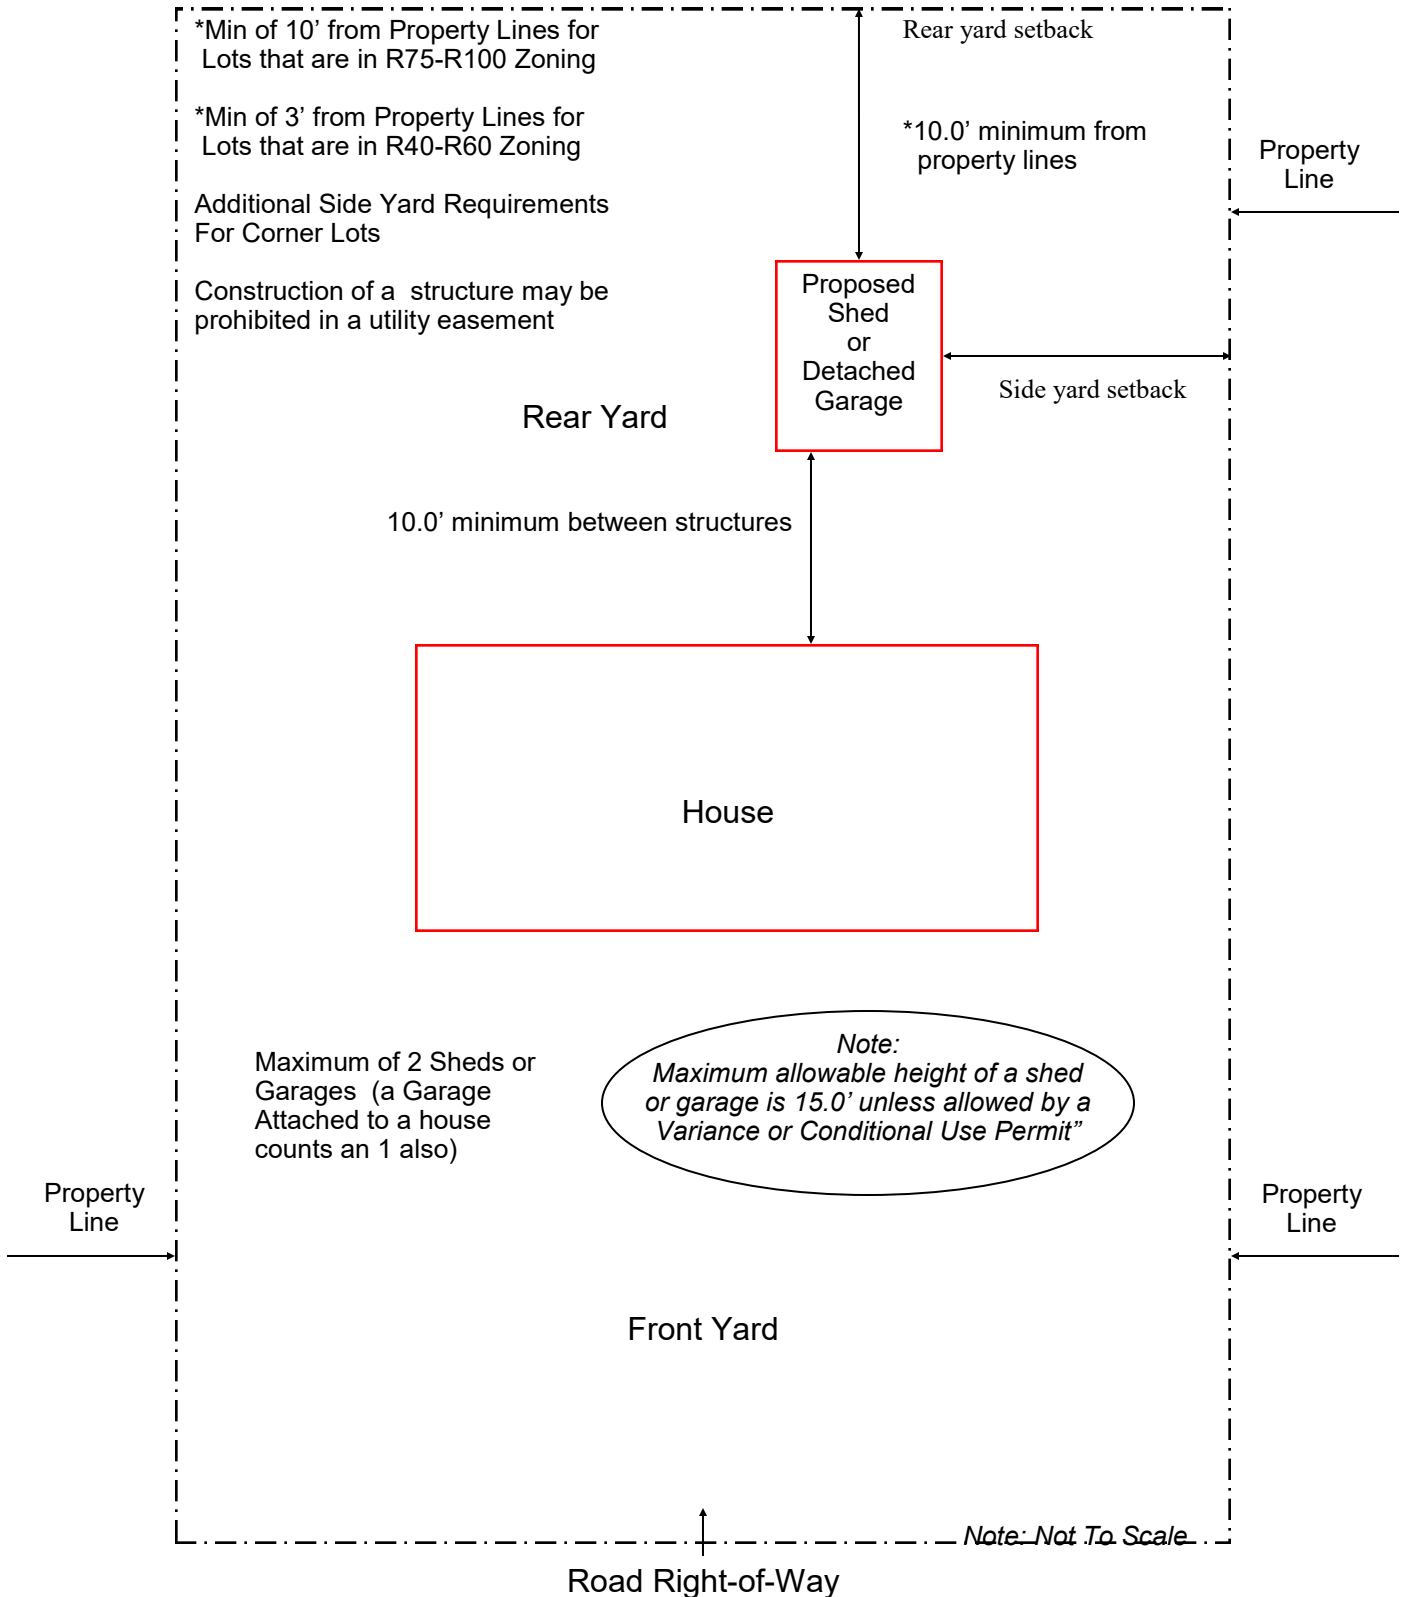 *Min of 10’ from Property Lines for
Lots that are in R75-R100 Zoning
*Min of 3’ from Property Lines for
Lots that are in R40-R60 Zoning
Additional Side Yard Requirements
For Corner Lots
Construction of a  structure may be
prohibited in a utility easement
Rear yard setback
*10.0’ minimum from
property lines
Property
Line
Proposed
Shed
or
Detached
Garage
Side yard setback
Rear Yard
10.0’ minimum between structures
House
Maximum of 2 Sheds or
Garages  (a Garage
Attached to a house
counts an 1 also)
Note:
Maximum allowable height of a shed
or garage is 15.0’ unless allowed by a
Variance or Conditional Use Permit”
Property
Line
Property
Line
Front Yard
Note: Not To Scale
Road Right-of-Way